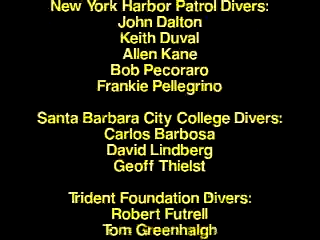 New York Harbor Patrol Divers:
John Dalton
Keith Duval
Allen Kane
Bob Pecoraro
Frankie Pellegrino
Santa Barbara City College Divers:
Carlos Barbosa
David Lindberg
Geoff Thielst
Trident Foundation Divers:
Robert Futrell
Tom Greenhalgh